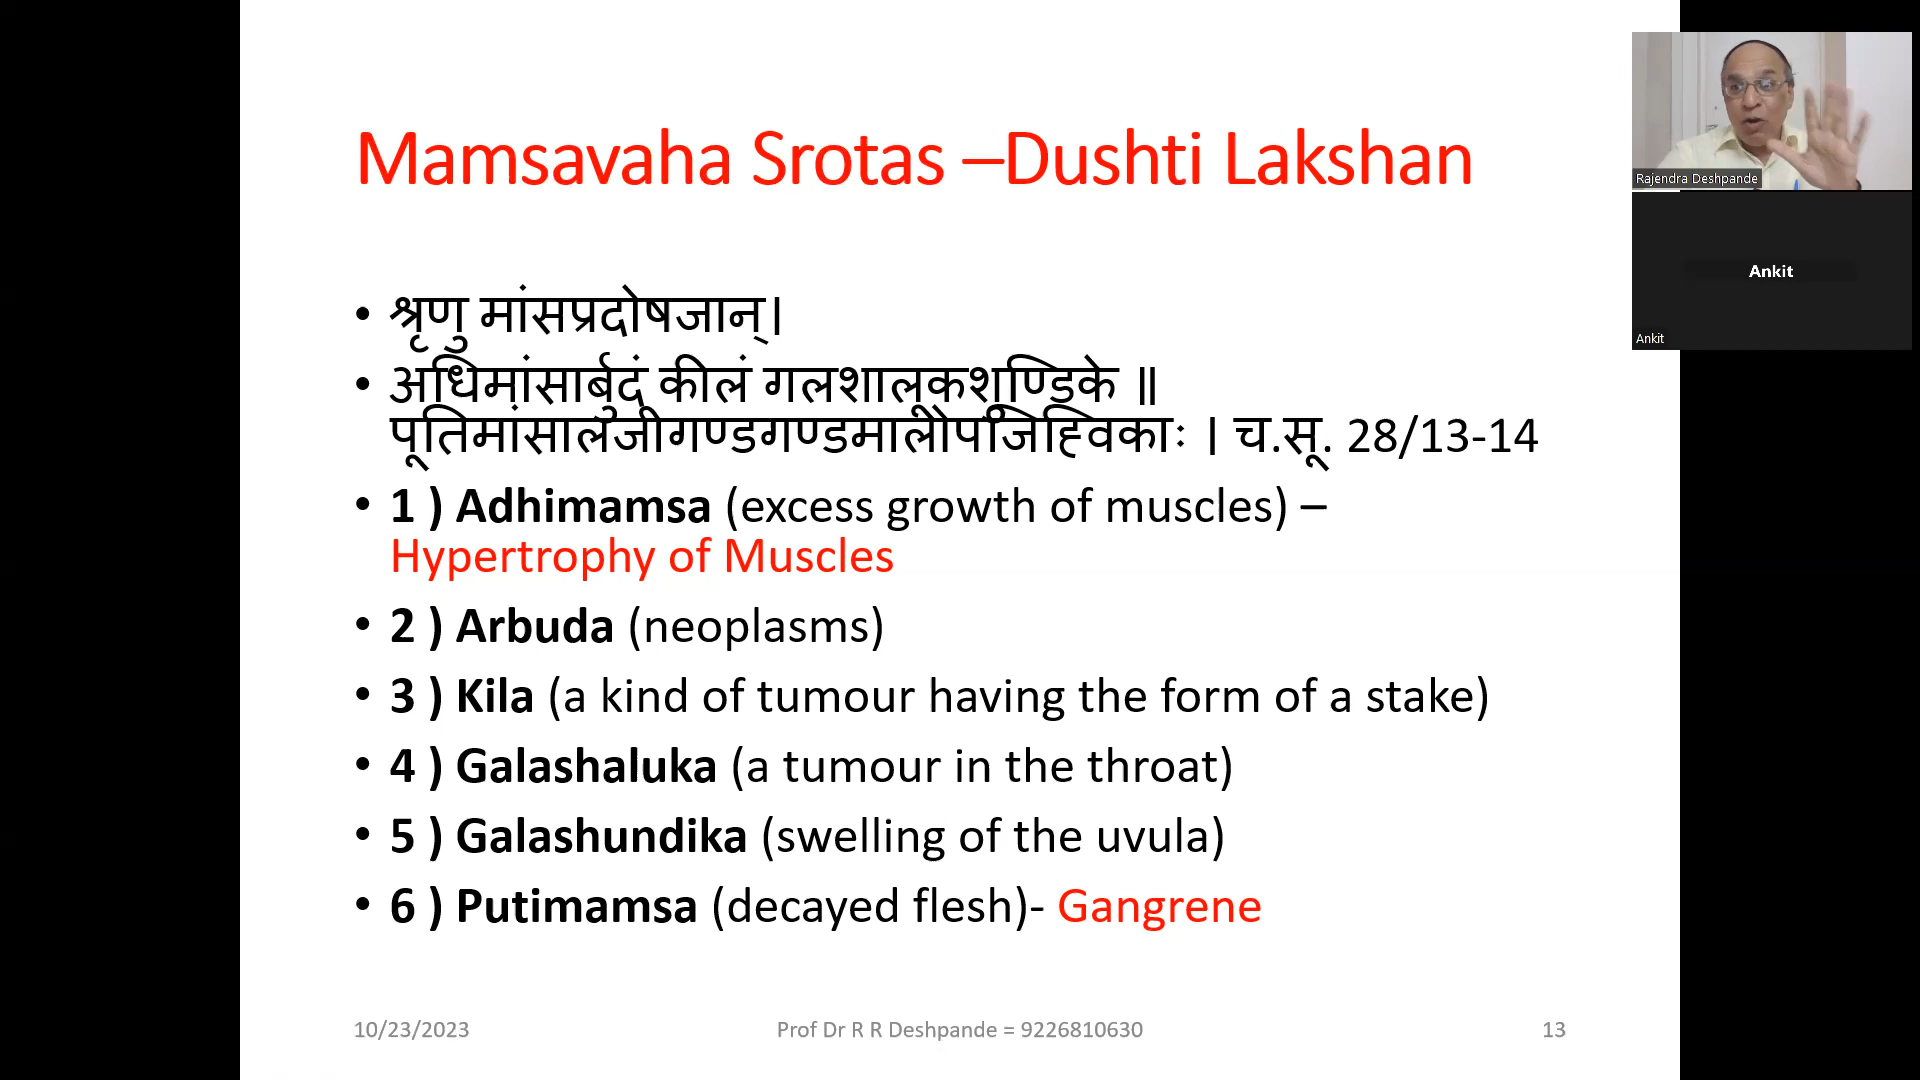 Mamsavaha Srotas –Dushti Lakshan
• श्रृणु मांसप्रदोषजान्।
• अधिमांसार्बुदं कीलं गलशालूकशुण्डिके ॥
पूतिमांसालजीगण्डगण्डमालोपजिह्विकाः । च.सू. 28/13-14
• 1 ) Adhimamsa (excess growth of muscles) –
Hypertrophy of Muscles
• 2 ) Arbuda (neoplasms)
• 3 ) Kila (a kind of tumour having the form of a stake)
• 4 ) Galashaluka (a tumour in the throat)
• 5 ) Galashundika (swelling of the uvula)
• 6 ) Putimamsa (decayed flesh)- Gangrene
10/23/2023
Prof Dr R R Deshpande = 9226810630
13
Rajendra Deshpande
Ankit
Ankit